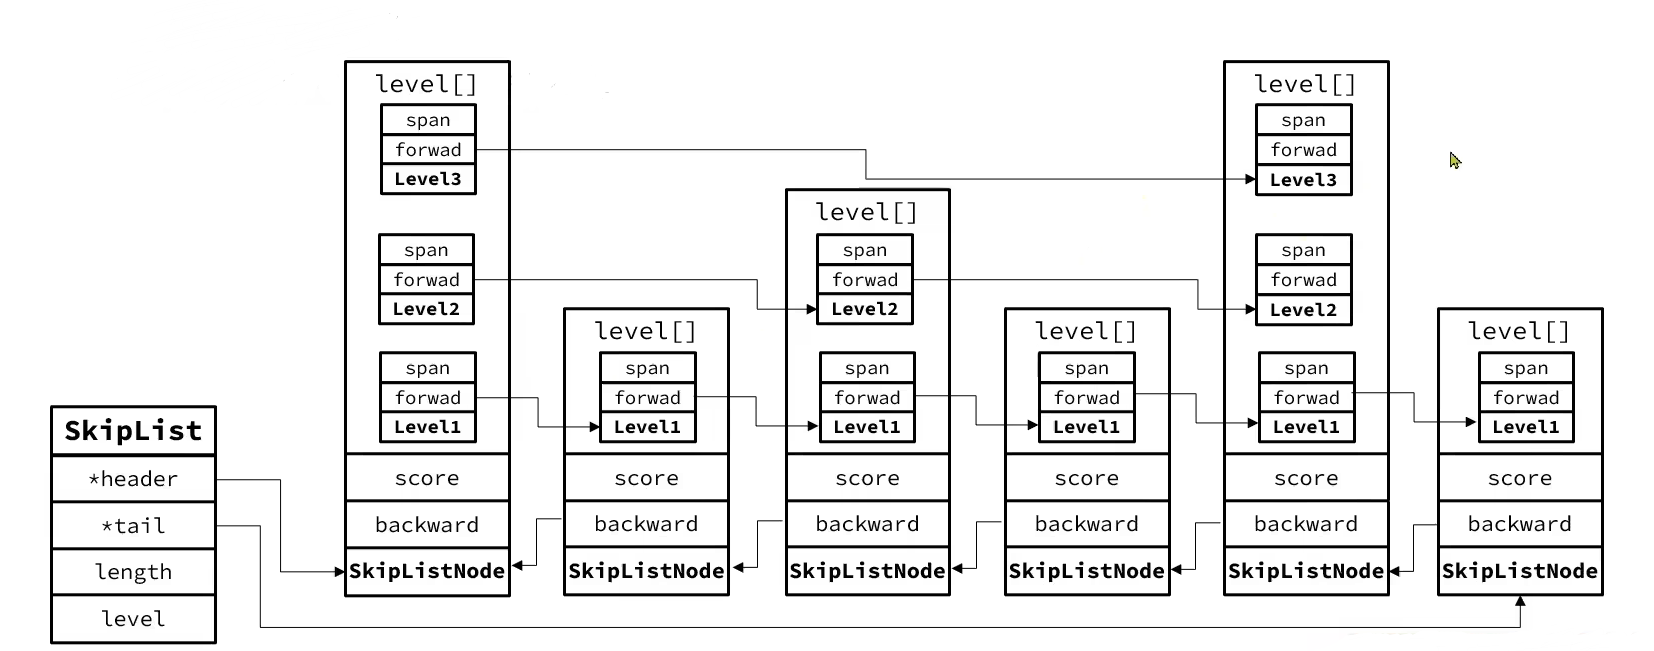 SkipList
*header
*tail
length
level
level[]
span
forwad
Level3
span
forwad
Level2
span
forwad
Level1
score
backward
SkipListNode
level[]
span
forwad
Level1
score
backward
SkipListNode
level[]
span
forwad
Level2
span
forwad
Level1
score
backward
SkipListNode
level[]
span
forwad
Level1
score
backward
SkipListNode
level[]
span
forwad
Level3
span
forwad
Level2
span
forwad
Level1
score
backward
SkipListNode
level[]
span
forwad
Level1
score
backward
SkipListNode